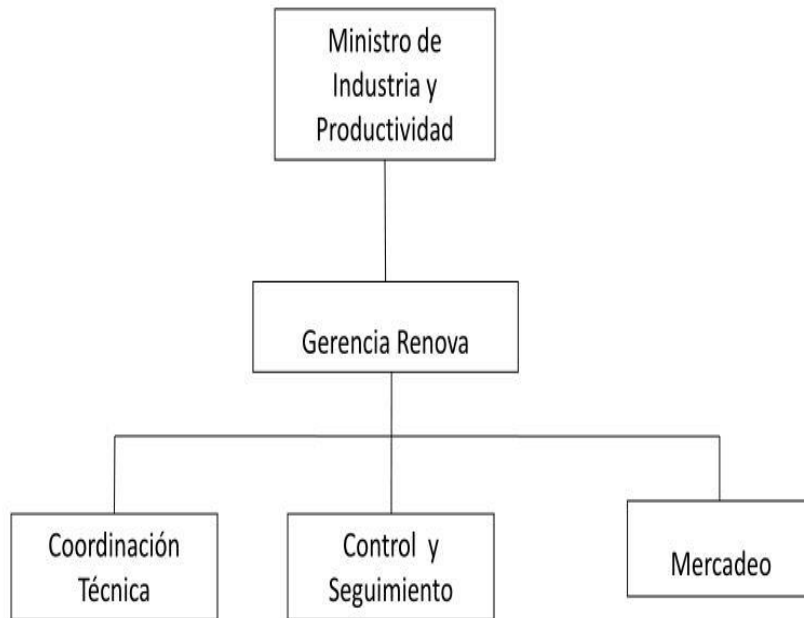 Ministro de
Industria y
Productividad
Gerencia Renova
Coordinación
Técnica
Control y
Seguimiento
Mercadeo